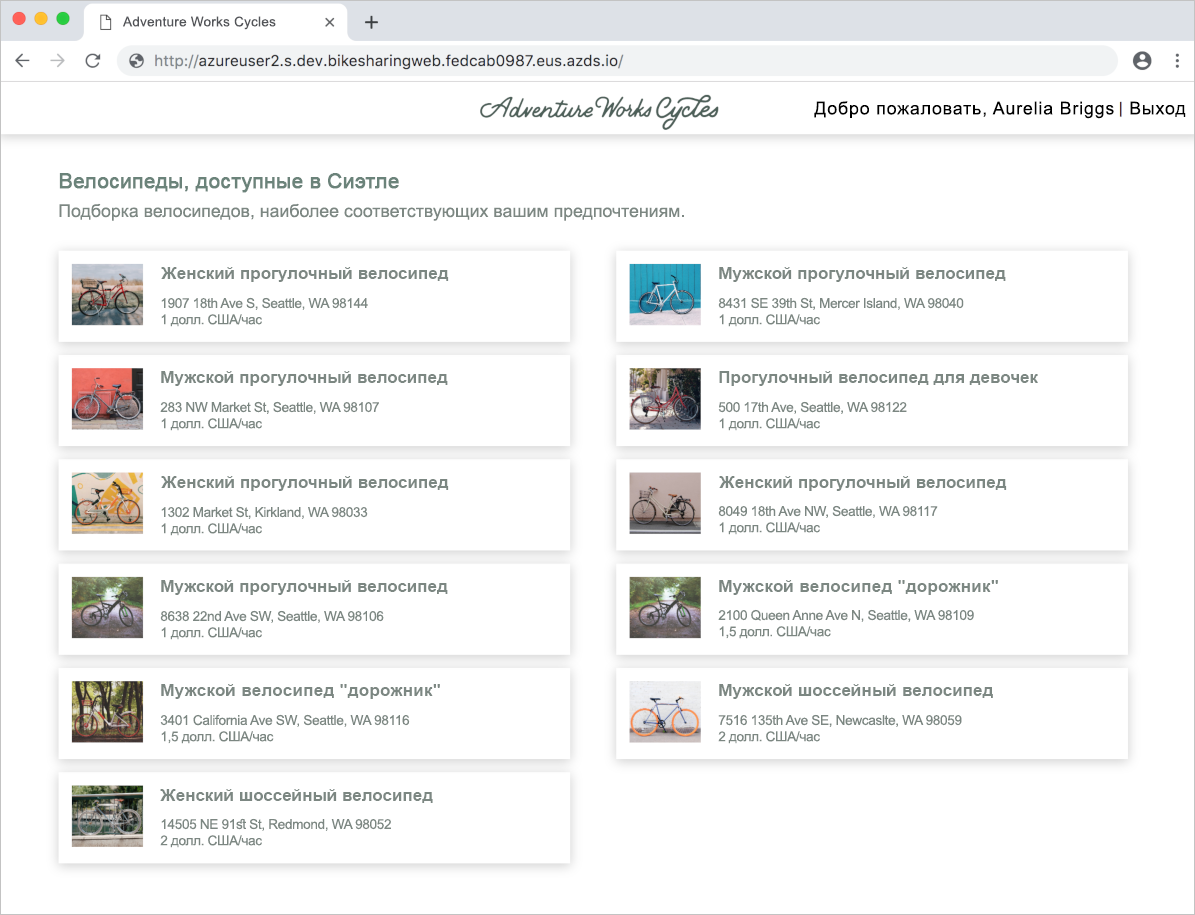 Adventure Works Cycles
http://azureuser2.s.dev.bikesharingweb.fedcab0987.eus.azds.io/
Adventure Works Cycles
Добро пожаловать, Aurelia Briggs | Выход
Велосипеды, доступные в Сиэтле
Подборка велосипедов, наиболее соответствующих вашим предпочтениям.
Женский прогулочный велосипед
1907 18th Ave S, Seattle, WA 98144
1 долл. США/час
Мужской прогулочный велосипед
8431 SE 39th St, Mercer Island, WA 98040
1 долл. США/час
Мужской прогулочный велосипед
283 NW Market St, Seattle, WA 98107
1 долл. США/час
Прогулочный велосипед для девочек
500 17th Ave, Seattle, WA 98122
1 долл. США/час
Женский прогулочный велосипед
1302 Market St, Kirkland, WA 98033
1 долл. США/час
Женский прогулочный велосипед
8049 18th Ave NW, Seattle, WA 98117
1 долл. США/час
Мужской прогулочный велосипед
8638 22nd Ave SW, Seattle, WA 98106
1 долл. США/час
Мужской велосипед "дорожник"
2100 Queen Anne Ave N, Seattle, WA 98109
1,5 долл. США/час
Мужской велосипед "дорожник"
3401 California Ave SW, Seattle, WA 98116
1,5 долл. США/час
Мужской шоссейный велосипед
7516 135th Ave SE, Newcaslte, WA 98059
2 долл. США/час
Женский шоссейный велосипед
14505 NE 91st St, Redmond, WA 98052
2 долл. США/час